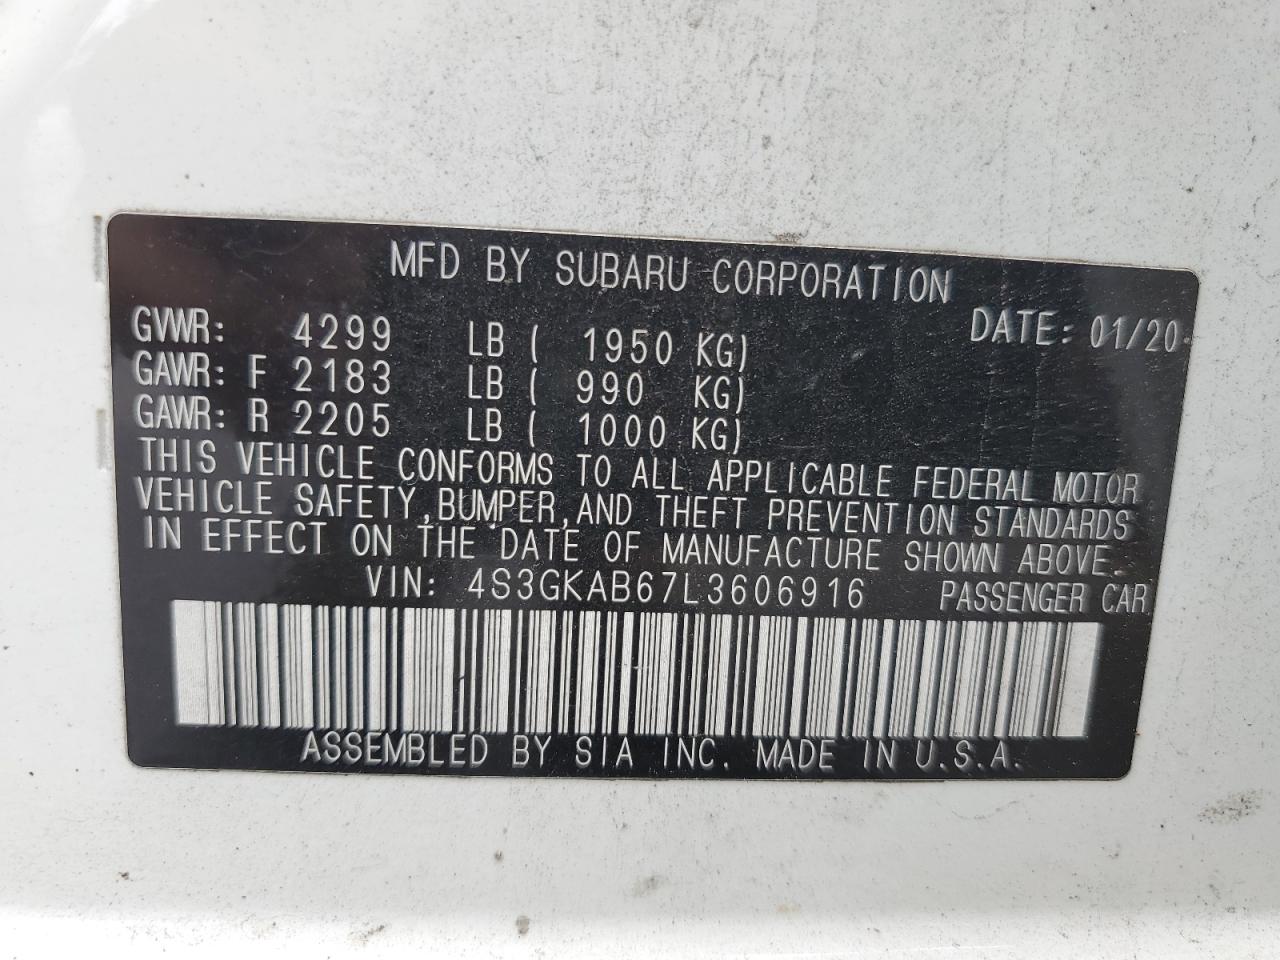 MFD BY SUBARU CORPORATION
DATE: 01/20
GVWR: 4299 LB ( 1950 KG)
GAWR: F 2183 LB ( 990 KG)
GAWR: R 2205 LB ( 1000 KG)
THIS VEHICLE CONFORMS TO ALL APPLICABLE FEDERAL MOTOR
VEHICLE SAFETY, BUMPER, AND THEFT PREVENTION STANDARDS
IN EFFECT ON THE DATE OF MANUFACTURE SHOWN ABOVE.
VIN: 4S3GKAB67L3606916 PASSENGER CAR
ASSEMBLED BY SIA INC. MADE IN U.S.A.